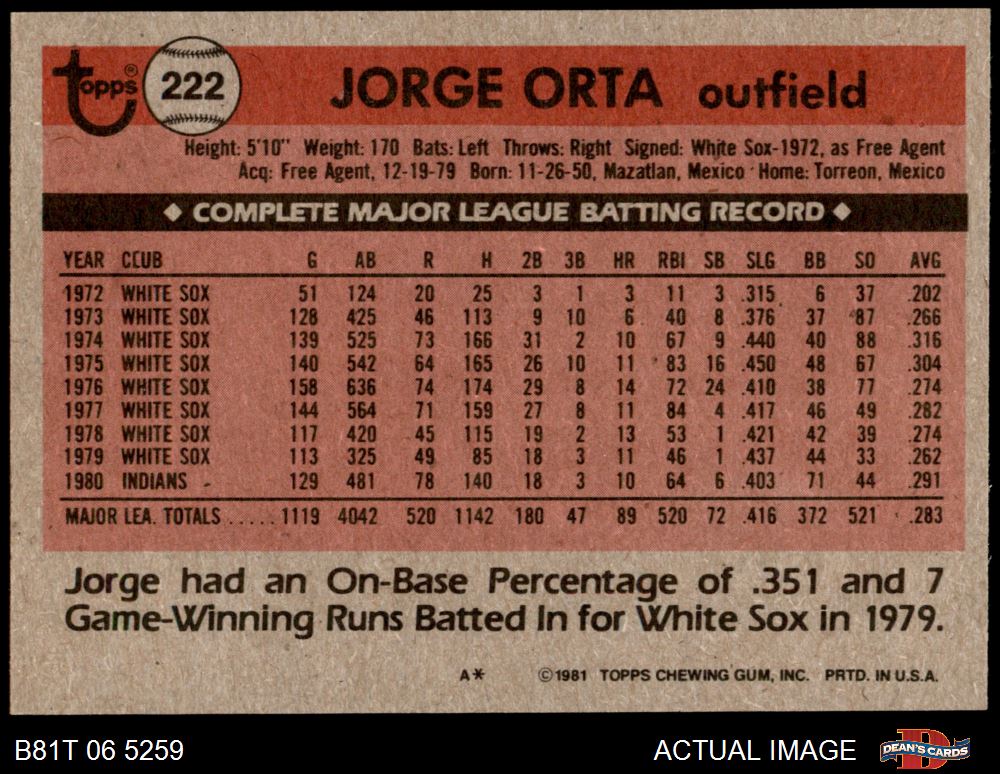 topps ® 222 JORGE ORTA outfield
Height: 5'10" Weight: 170 Bats: Left Throws: Right Signed: White Sox-1972, as Free Agent
Acq: Free Agent, 12-19-79 Born: 11-26-50, Mazatlan, Mexico Home: Torreon, Mexico
◆ COMPLETE MAJOR LEAGUE BATTING RECORD ◆
YEAR CLUB G AB R H 2B 3B HR RBI SB SLG BB SO AVG
1972 WHITE SOX 51 124 20 25 3 1 3 11 3 .315 6 37 .202
1973 WHITE SOX 128 425 46 113 9 10 6 40 8 .376 37 87 .266
1974 WHITE SOX 139 525 73 166 31 2 10 67 9 .440 40 88 .316
1975 WHITE SOX 140 542 64 165 26 10 11 83 16 .450 48 67 .304
1976 WHITE SOX 158 636 74 174 29 8 14 72 24 .410 38 77 .274
1977 WHITE SOX 144 564 71 159 27 8 11 84 4 .417 46 49 .282
1978 WHITE SOX 117 420 45 115 19 2 13 53 1 .421 42 39 .274
1979 WHITE SOX 113 325 49 85 18 3 11 46 1 .437 44 33 .262
1980 INDIANS 129 481 78 140 18 3 10 64 6 .403 71 44 .291
MAJOR LEA. TOTALS ..... 1119 4042 520 1142 180 47 89 520 72 .416 372 521 .283
Jorge had an On-Base Percentage of .351 and 7
Game-Winning Runs Batted In for White Sox in 1979.
A* ©1981 TOPPS CHEWING GUM, INC. PRTD. IN U.S.A.
B81T 06 5259 ACTUAL IMAGE DEAN'S CARDS